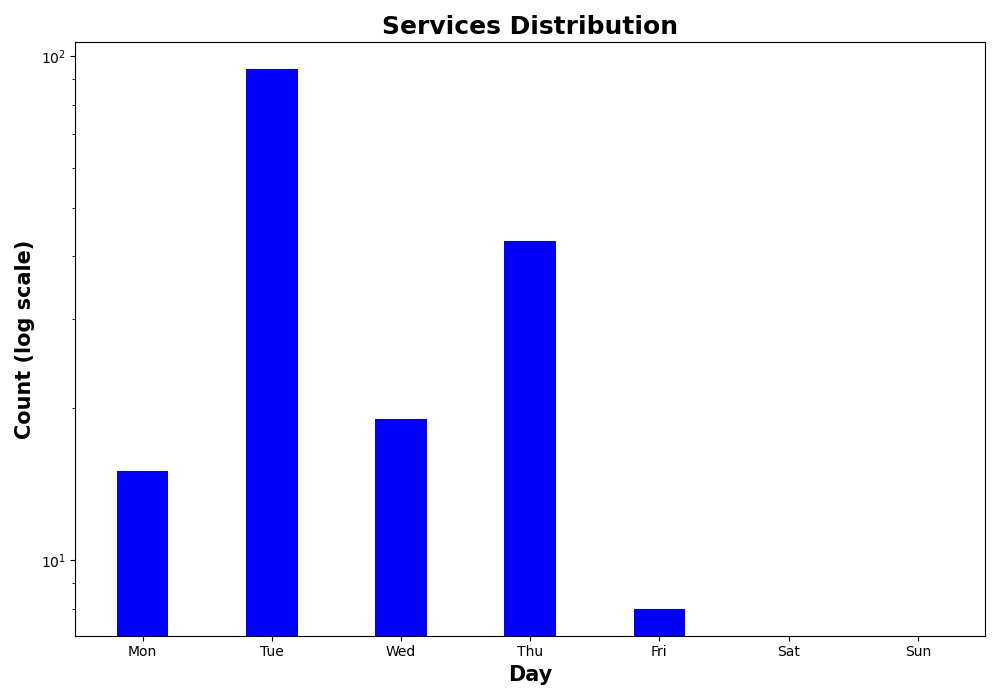 Services Distribution
Count (log scale)
10²
10¹
Mon Tue Wed Thu Fri Sat Sun
Day